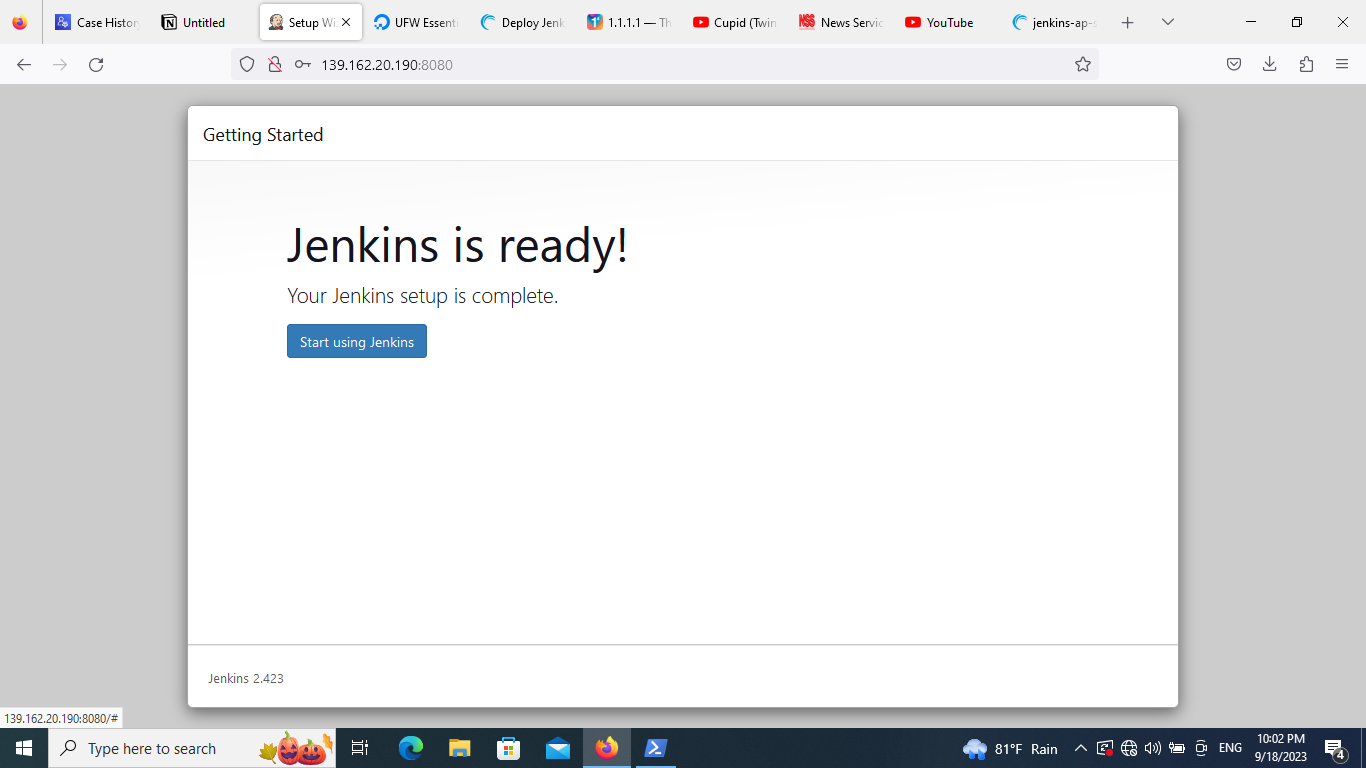 Case Histor
Untitled
Setup Wi
UFW Essenti
Deploy Jenk
1.1.1.1 — Th
Cupid (Twin
News Servic
YouTube
jenkins-ap-s
139.162.20.190:8080
Getting Started
Jenkins is ready!
Your Jenkins setup is complete.
Start using Jenkins
Jenkins 2.423
139.162.20.190:8080/#
Type here to search
81°F Rain
ENG
10:02 PM
9/18/2023
4